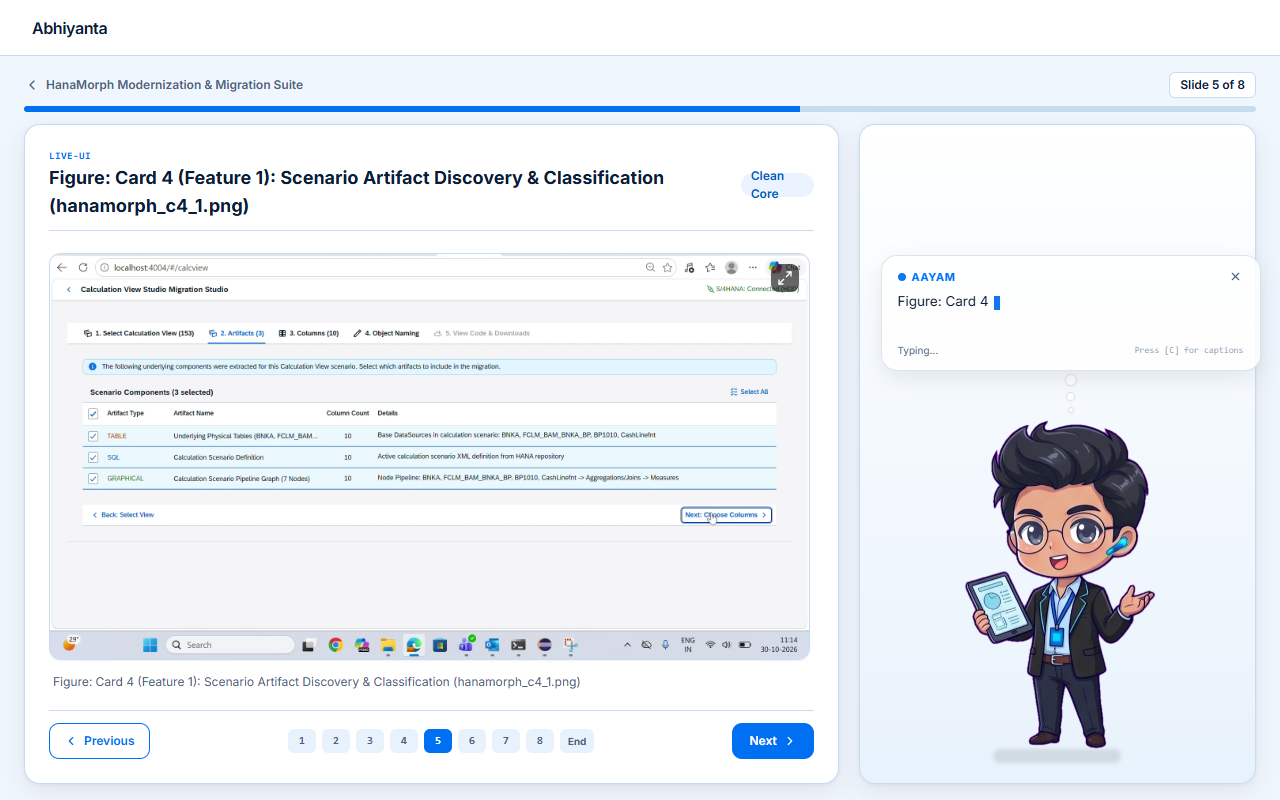 Abhiyanta
HanaMorph Modernization & Migration Suite
Slide 5 of 8
LIVE-UI
Figure: Card 4 (Feature 1): Scenario Artifact Discovery & Classification
(hanamorph_c4_1.png)
Clean
Core
localhost:4004/#/calcview
Calculation View Studio Migration Studio
S/4HANA: Connected
1. Select Calculation View (153)
2. Artifacts (3)
3. Columns (10)
4. Object Naming
5. View Code & Downloads
The following underlying components were extracted for this Calculation View scenario. Select which artifacts to include in the migration.
Scenario Components (3 selected)
Select All
Artifact Type Artifact Name Column Count Details
TABLE Underlying Physical Tables (BNKA, FCLM_BAM... 10 Base DataSources in calculation scenario: BNKA, FCLM_BAM_BNKA_BP, BP1010, CashLineInt
SQL Calculation Scenario Definition 10 Active calculation scenario XML definition from HANA repository
GRAPHICAL Calculation Scenario Pipeline Graph (7 Nodes) 10 Node Pipeline: BNKA, FCLM_BAM_BNKA_BP, BP1010, CashLineInt -> Aggregations/Joins -> Measures
Back: Select View
Next: Choose Columns
29°
Search
ENG
IN
11:14
30-10-2026
Figure: Card 4 (Feature 1): Scenario Artifact Discovery & Classification (hanamorph_c4_1.png)
Previous
1 2 3 4 5 6 7 8 End
Next
AAYAM
Figure: Card 4
Typing...
Press [C] for captions